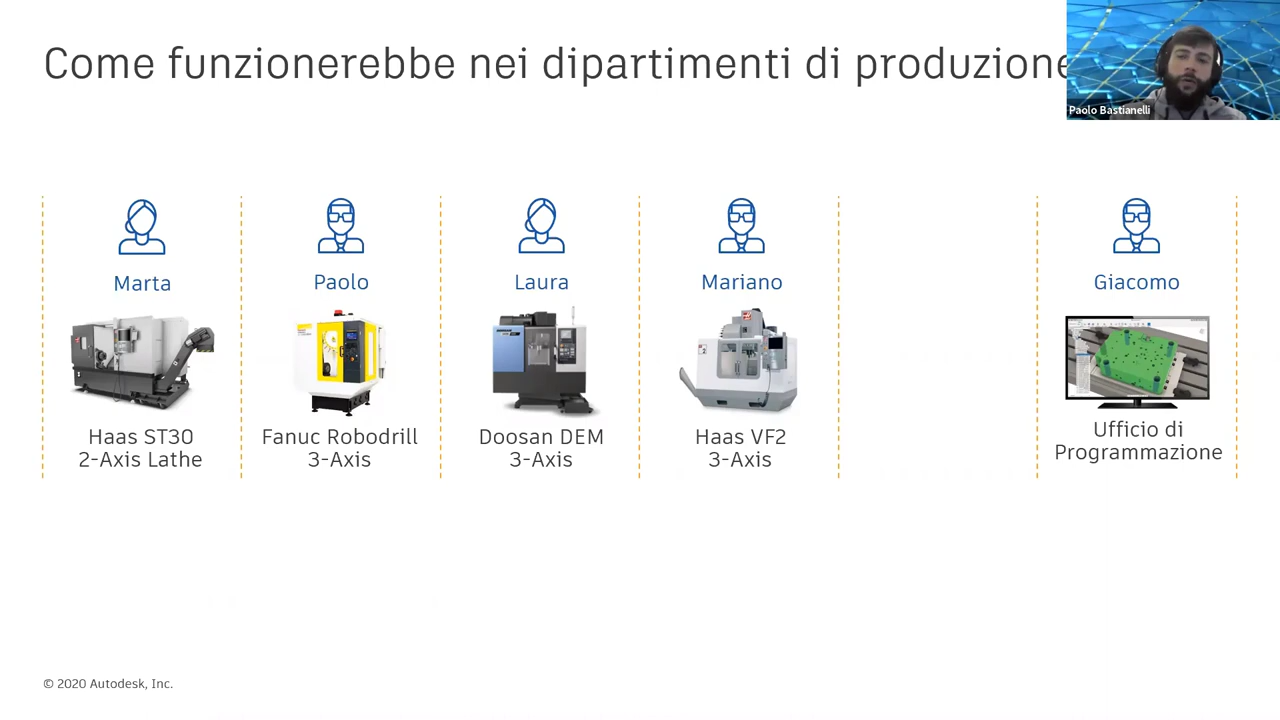 Come funzionerebbe nei dipartimenti di produzione
Paolo Bastianelli
Marta
Paolo
Laura
Mariano
Giacomo
Haas ST30
2-Axis Lathe
Fanuc Robodrill
3-Axis
Doosan DEM
3-Axis
Haas VF2
3-Axis
Ufficio di
Programmazione
© 2020 Autodesk, Inc.